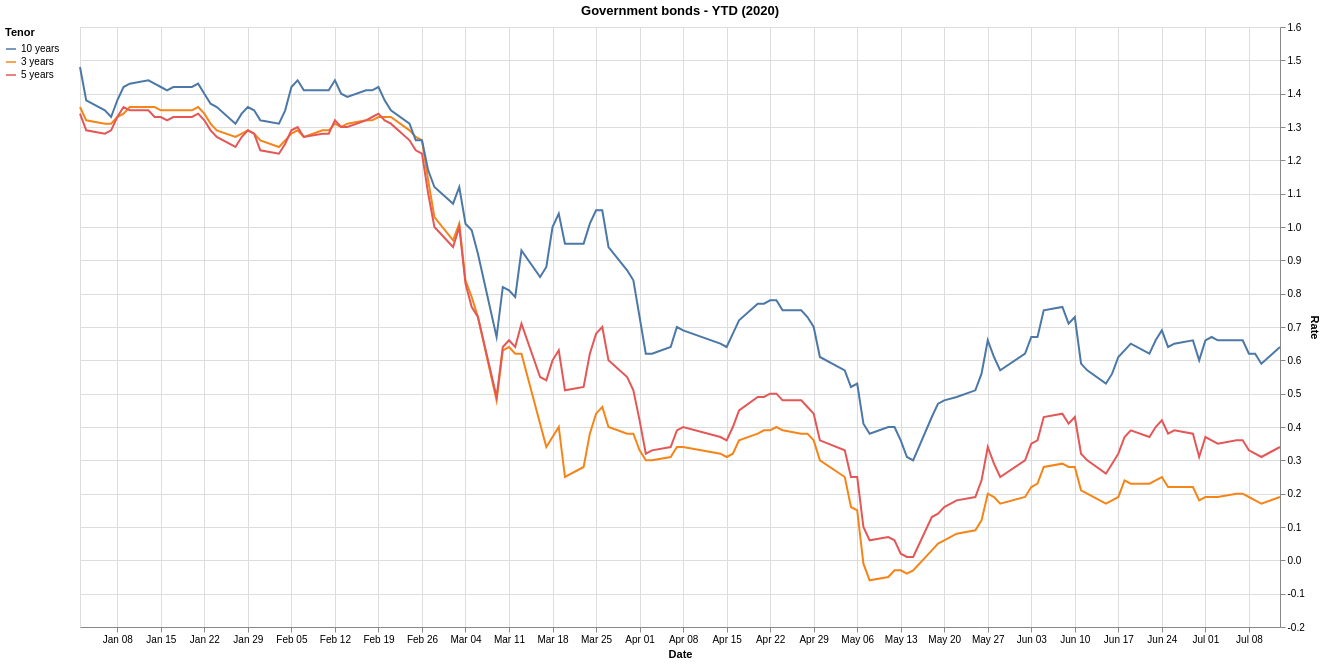 Government bonds - YTD (2020)
Tenor
10 years
3 years
5 years
1.6
1.5
1.4
1.3
1.2
1.1
1.0
0.9
0.8
0.7
0.6
0.5
0.4
0.3
0.2
0.1
0.0
-0.1
-0.2
Rate
Jan 08 Jan 15 Jan 22 Jan 29 Feb 05 Feb 12 Feb 19 Feb 26 Mar 04 Mar 11 Mar 18 Mar 25 Apr 01 Apr 08 Apr 15 Apr 22 Apr 29 May 06 May 13 May 20 May 27 Jun 03 Jun 10 Jun 17 Jun 24 Jul 01 Jul 08
Date